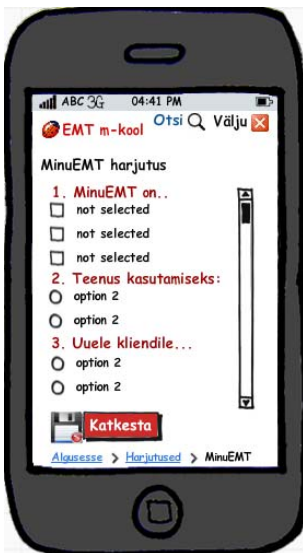 ABC 3G 04:41 PM
EMT m-kool Otsi Välju
MinuEMT harjutus
1. MinuEMT on..
not selected
not selected
not selected
2. Teenus kasutamiseks:
option 2
option 2
3. Uuele kliendile...
option 2
option 2
Katkesta
Algusesse > Harjutused > MinuEMT